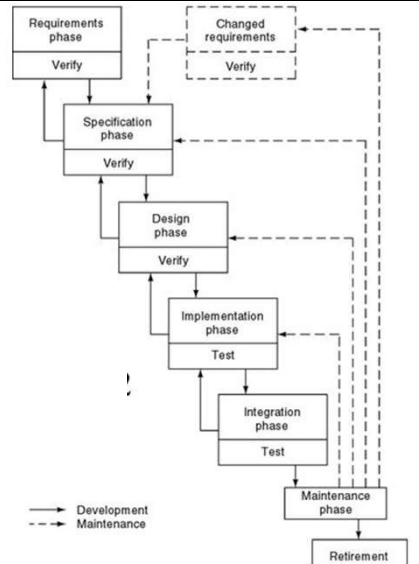 Requirements
phase
Verify
Changed
requirements
Verify
Specification
phase
Verify
Design
phase
Verify
Implementation
phase
Test
Integration
phase
Test
Maintenance
phase
Development
Maintenance
Retirement